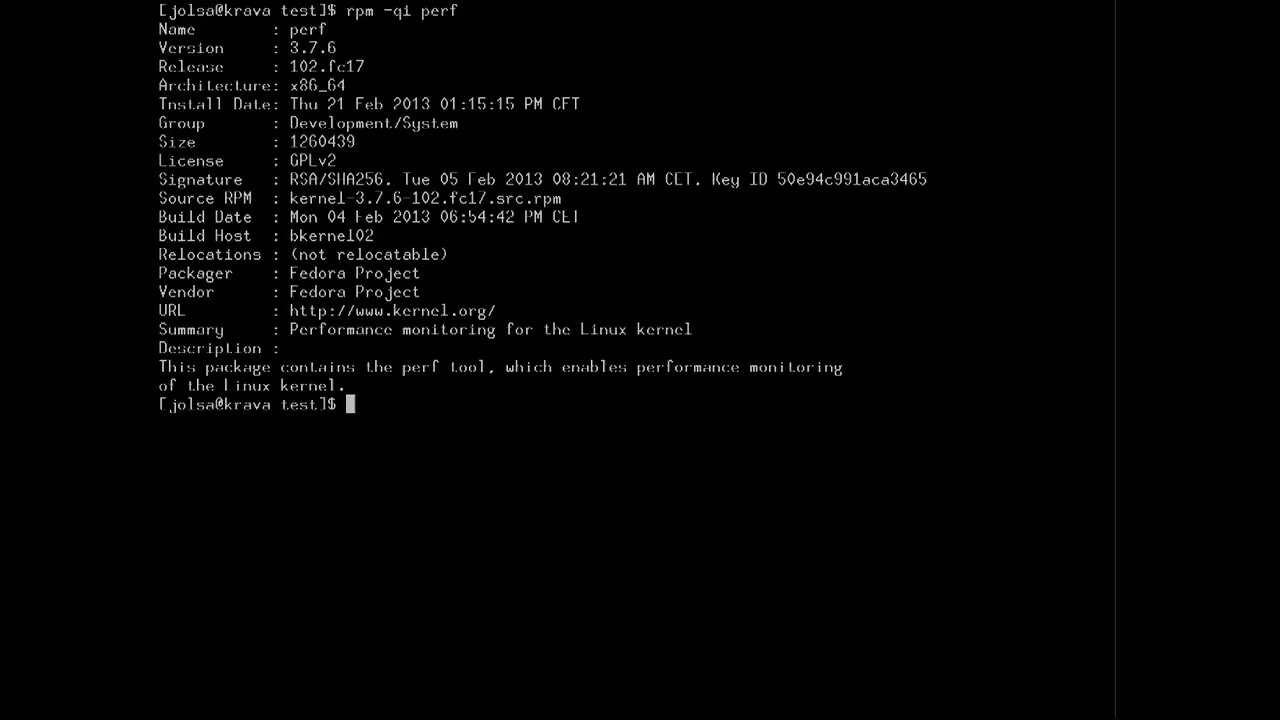 [jolsa@krava test]$ rpm -qi perf
Name        : perf
Version     : 3.7.6
Release     : 102.fc17
Architecture: x86_64
Install Date: Thu 21 Feb 2013 01:15:15 PM CET
Group       : Development/System
Size        : 1260439
License     : GPLv2
Signature   : RSA/SHA256, Tue 05 Feb 2013 08:21:21 AM CET, Key ID 50e94c991aca3465
Source RPM  : kernel-3.7.6-102.fc17.src.rpm
Build Date  : Mon 04 Feb 2013 06:54:42 PM CET
Build Host  : bkernel02
Relocations : (not relocatable)
Packager    : Fedora Project
Vendor      : Fedora Project
URL         : http://www.kernel.org/
Summary     : Performance monitoring for the Linux kernel
Description :
This package contains the perf tool, which enables performance monitoring
of the Linux kernel.
[jolsa@krava test]$